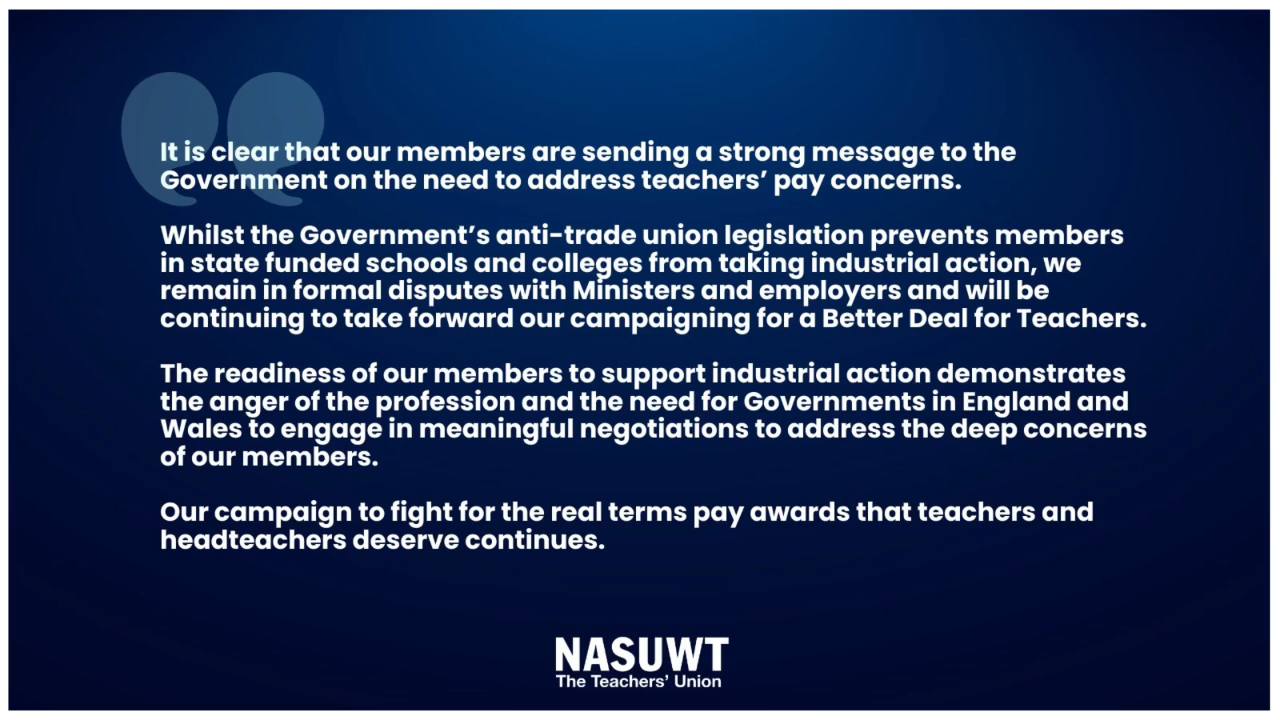 It is clear that our members are sending a strong message to the
Government on the need to address teachers’ pay concerns.
Whilst the Government’s anti-trade union legislation prevents members
in state funded schools and colleges from taking industrial action, we
remain in formal disputes with Ministers and employers and will be
continuing to take forward our campaigning for a Better Deal for Teachers.
The readiness of our members to support industrial action demonstrates
the anger of the profession and the need for Governments in England and
Wales to engage in meaningful negotiations to address the deep concerns
of our members.
Our campaign to fight for the real terms pay awards that teachers and
headteachers deserve continues.
NASUWT
The Teachers’ Union